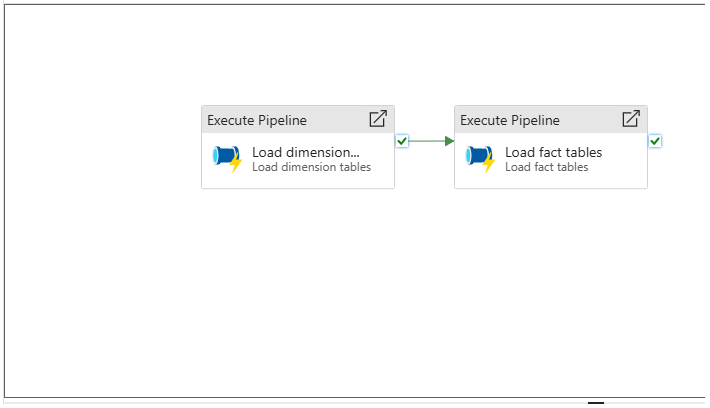 Execute Pipeline
Load dimension...
Load dimension tables
Execute Pipeline
Load fact tables
Load fact tables